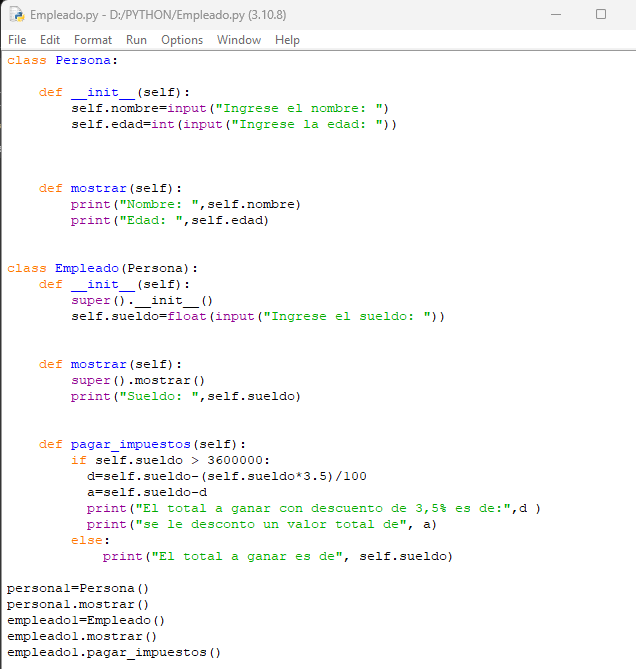 Empleado.py - D:/PYTHON/Empleado.py (3.10.8)
File Edit Format Run Options Window Help
class Persona:
    def __init__(self):
        self.nombre=input("Ingrese el nombre: ")
        self.edad=int(input("Ingrese la edad: "))
    def mostrar(self):
        print("Nombre: ",self.nombre)
        print("Edad: ",self.edad)
class Empleado(Persona):
    def __init__(self):
        super().__init__()
        self.sueldo=float(input("Ingrese el sueldo: "))
    def mostrar(self):
        super().mostrar()
        print("Sueldo: ",self.sueldo)
    def pagar_impuestos(self):
        if self.sueldo > 3600000:
          d=self.sueldo-(self.sueldo*3.5)/100
          a=self.sueldo-d
          print("El total a ganar con descuento de 3,5% es de:",d )
          print("se le desconto un valor total de", a)
        else:
            print("El total a ganar es de", self.sueldo)
persona1=Persona()
persona1.mostrar()
empleado1=Empleado()
empleado1.mostrar()
empleado1.pagar_impuestos()